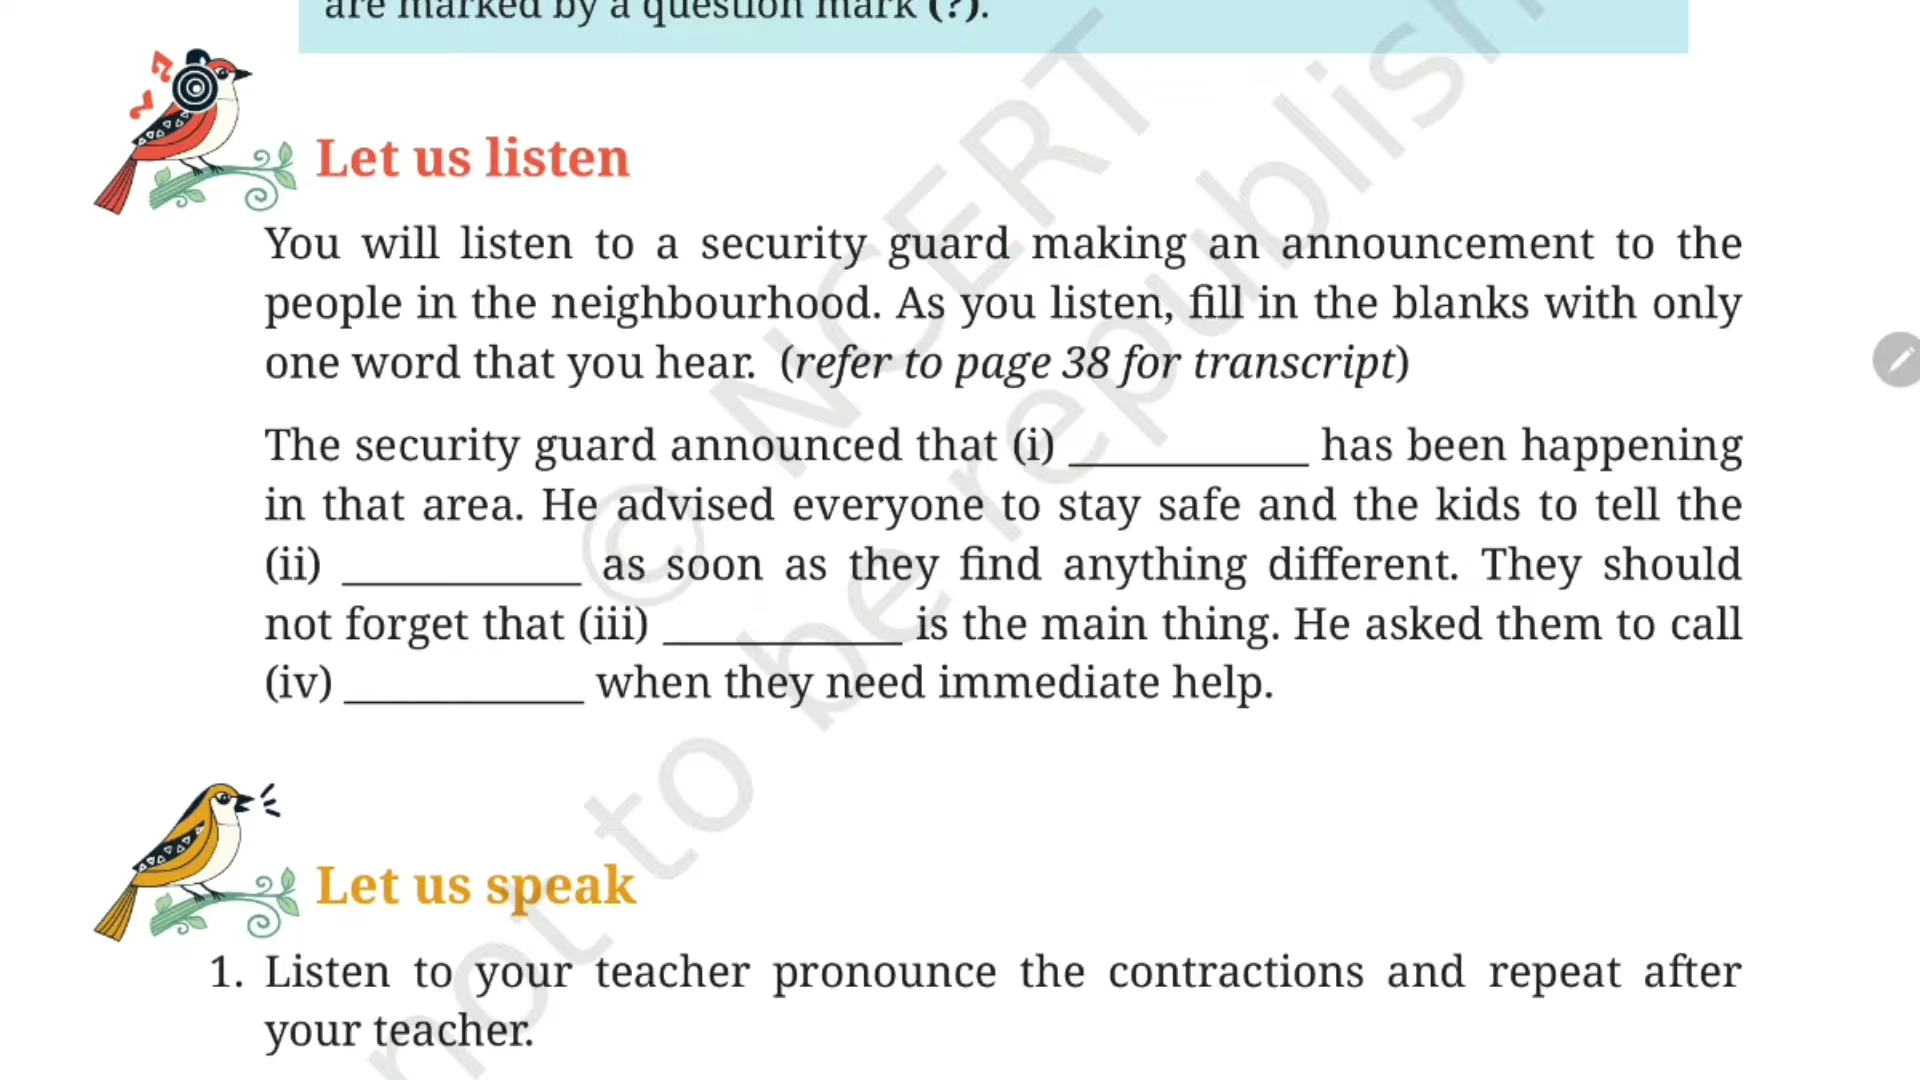 are marked by a question mark (?).
Let us listen
You will listen to a security guard making an announcement to the
people in the neighbourhood. As you listen, fill in the blanks with only
one word that you hear. (refer to page 38 for transcript)
The security guard announced that (i) __________ has been happening
in that area. He advised everyone to stay safe and the kids to tell the
(ii) __________ as soon as they find anything different. They should
not forget that (iii) __________ is the main thing. He asked them to call
(iv) __________ when they need immediate help.
Let us speak
1. Listen to your teacher pronounce the contractions and repeat after
your teacher.
© NCERT
not to be republish